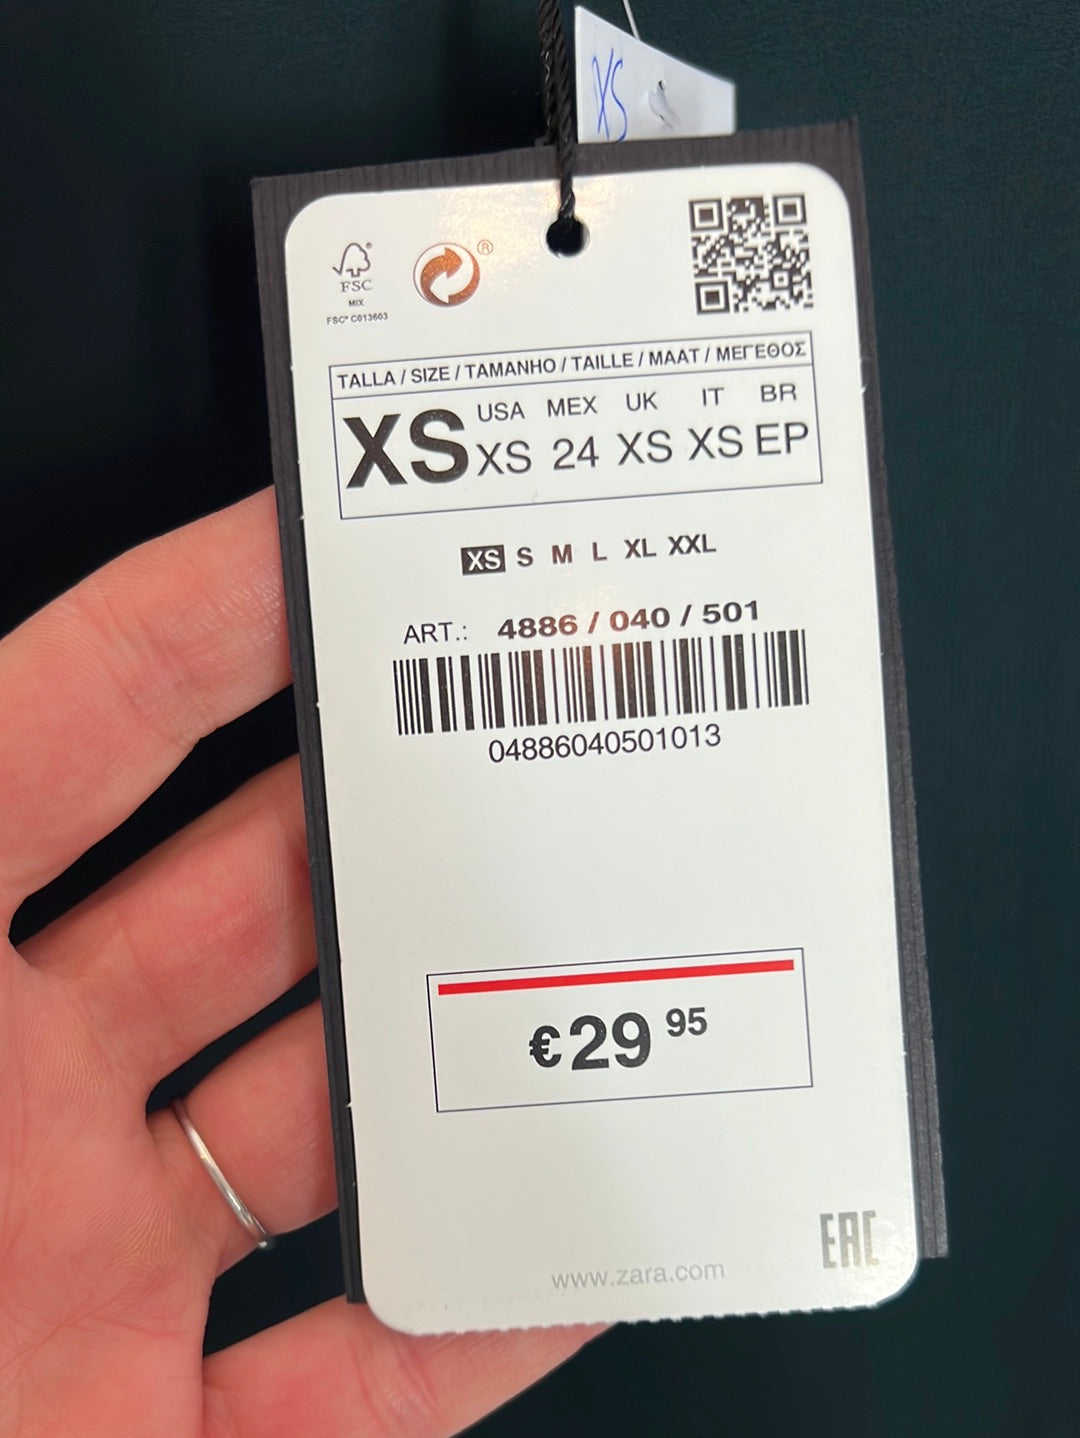 XS
FSC
®
MIX
FSC® C013603
®
TALLA / SIZE / TAMANHO / TAILLE / MAAT / ΜΕΓΕΘΟΣ
XS USA MEX UK IT BR
XS 24 XS XS EP
XS S M L XL XXL
ART.: 4886 / 040 / 501
04886040501013
€29 95
EAC
www.zara.com